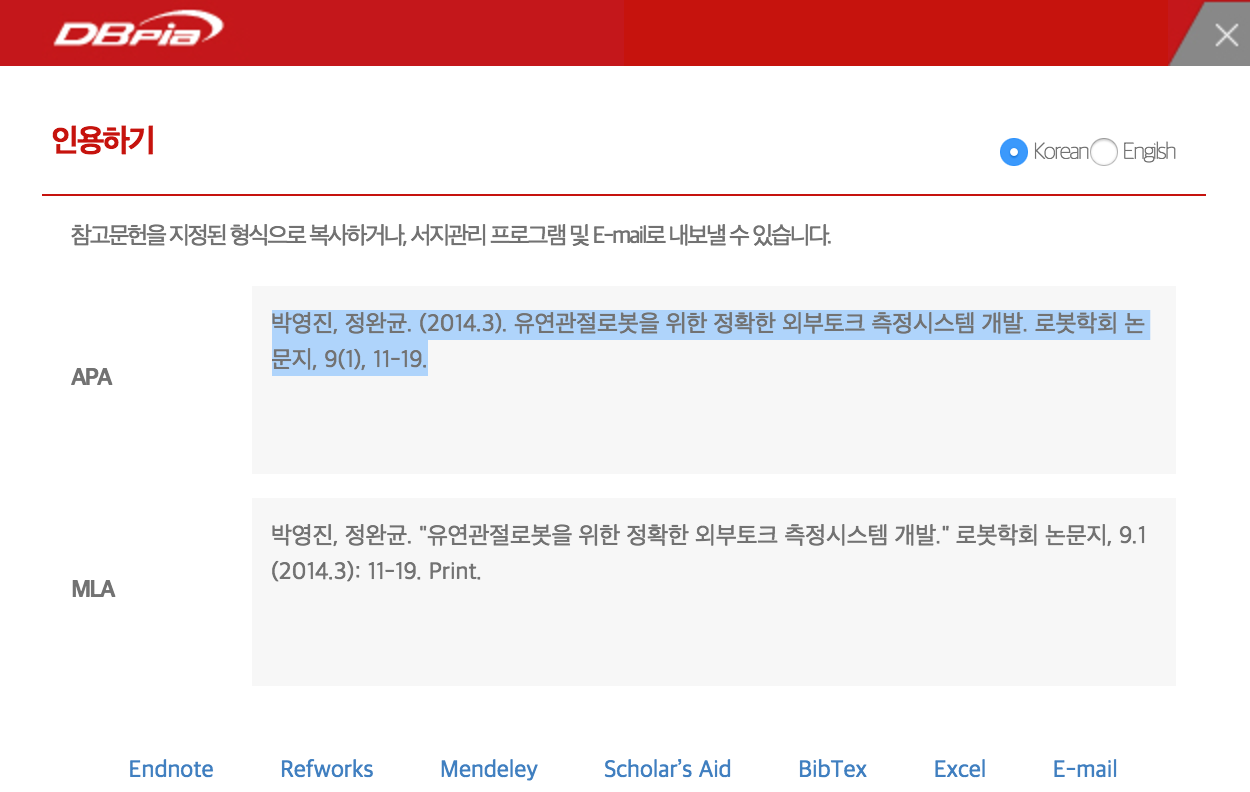 DBpia
인용하기
Korean English
참고문헌을 지정된 형식으로 복사하거나, 서지관리 프로그램 및 E-mail로 내보낼 수 있습니다.
APA
박영진, 정완균. (2014.3). 유연관절로봇을 위한 정확한 외부토크 측정시스템 개발. 로봇학회 논
문지, 9(1), 11-19.
MLA
박영진, 정완균. "유연관절로봇을 위한 정확한 외부토크 측정시스템 개발." 로봇학회 논문지, 9.1
(2014.3): 11-19. Print.
Endnote Refworks Mendeley Scholar’s Aid BibTex Excel E-mail